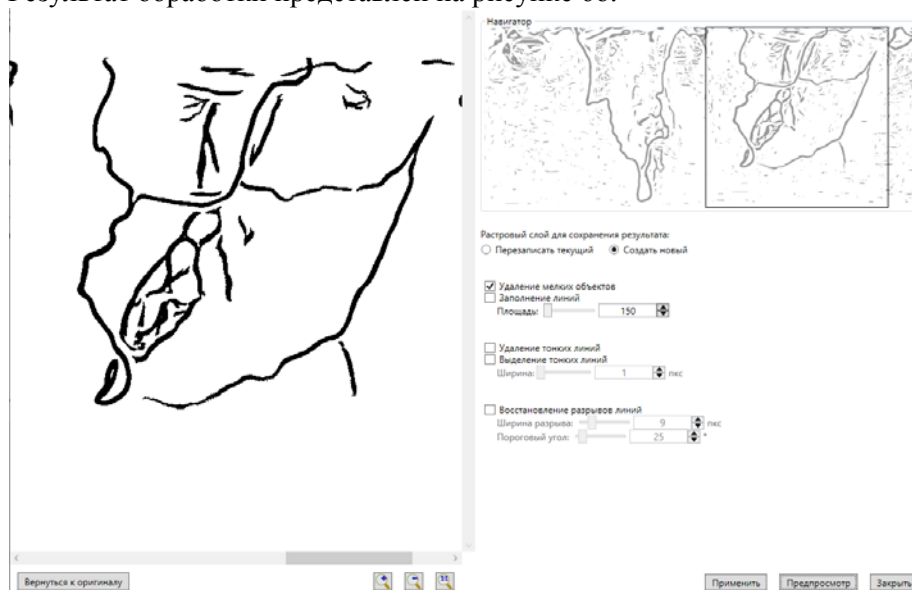 Результат обработки представлен на рисунке 66.
Навигатор
Растровый слой для сохранения результата:
Перезаписать текущий Создать новый
Удаление мелких объектов
Заполнение линий
Площадь: 150
Удаление тонких линий
Выделение тонких линий
Ширина: 1 пкс
Восстановление разрывов линий
Ширина разрыва: 9 пкс
Пороговый угол: 25 °
Вернуться к оригиналу Применить Предпросмотр Закрыть